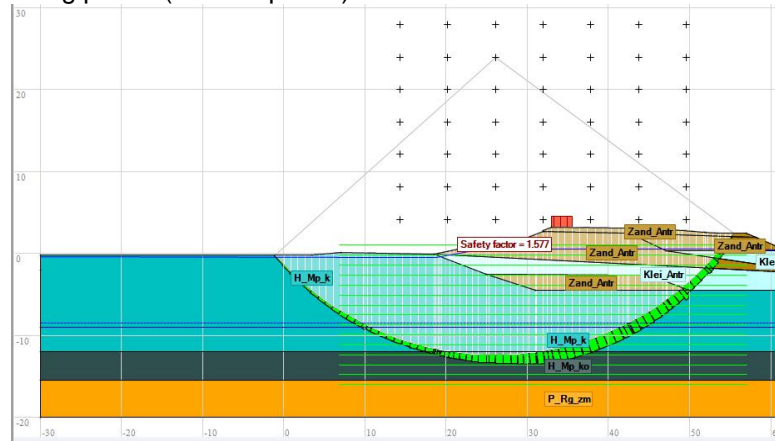 30
20
10
Safety factor = 1.577
Zand_Antr
Zand_Antr
Zand_Antr
0
Klei_Antr
H_Mp_k
Zand_Antr
-10
H_Mp_k
H_Mp_ko
P_Rg_zm
-20
-30 -20 -10 0 10 20 30 40 50